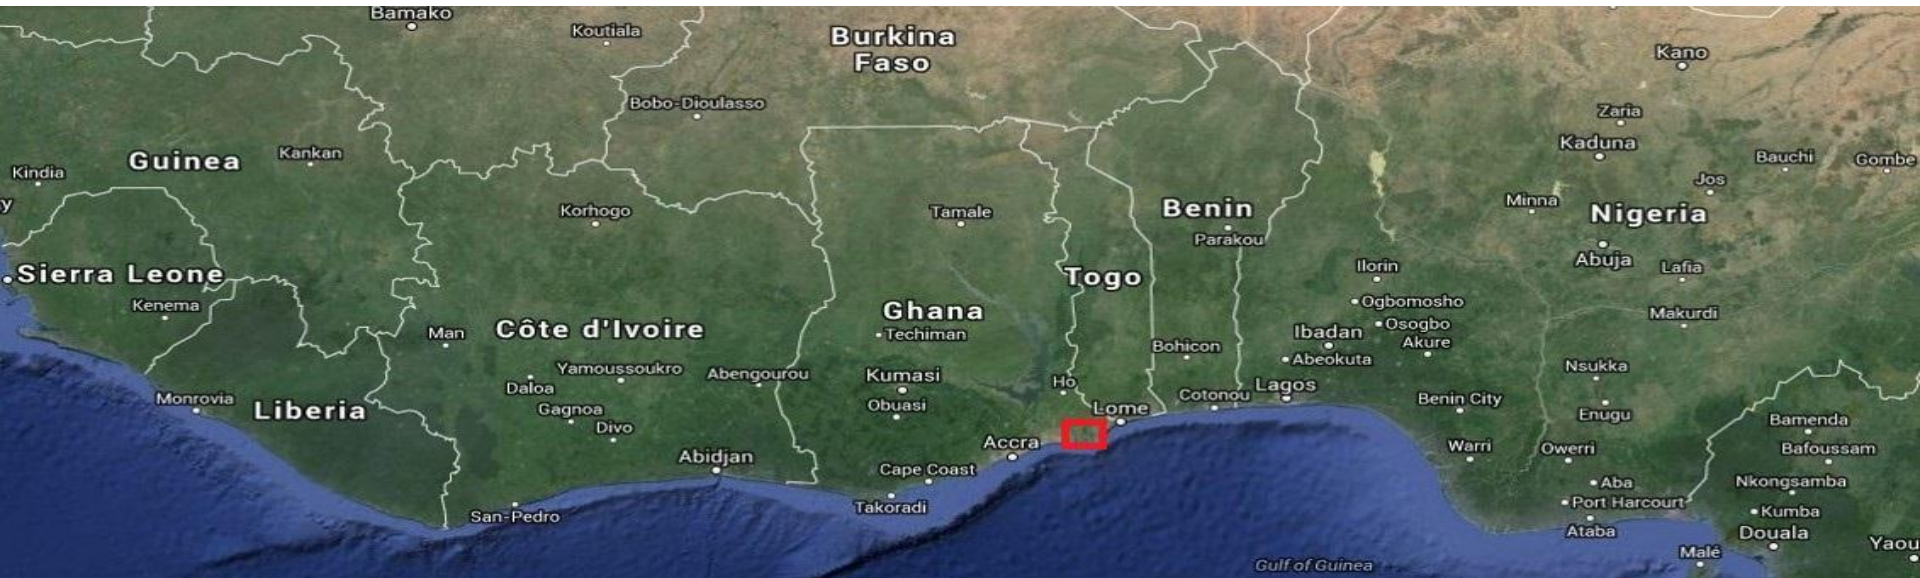 Bamako
Koutiala
Burkina
Faso
Kano
Bobo-Dioulasso
Zaria
Kaduna
Guinea
Kankan
Bauchi
Gombe
Kindia
Jos
y
Korhogo
Tamale
Benin
Minna
Nigeria
Parakou
Abuja
Lafia
Sierra Leone
Togo
Ilorin
Kenema
Ogbomosho
Ghana
Makurdi
Man
Côte d'Ivoire
Techiman
Ibadan
Osogbo
Akure
Bohicon
Abeokuta
Yamoussoukro
Abengourou
Kumasi
Ho
Nsukka
Daloa
Lagos
Monrovia
Liberia
Gagnoa
Obuasi
Lome
Cotonou
Benin City
Enugu
Bamenda
Divo
Accra
Warri
Owerri
Bafoussam
Abidjan
Cape Coast
Aba
Nkongsamba
San-Pedro
Takoradi
Port Harcourt
Kumba
Ataba
Douala
Malé
Yaou
Gulf of Guinea